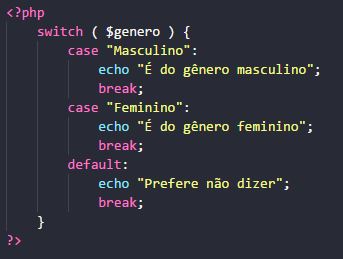 <?php
    switch ( $genero ) {
        case "Masculino":
            echo "É do gênero masculino";
            break;
        case "Feminino":
            echo "É do gênero feminino";
            break;
        default:
            echo "Prefere não dizer";
            break;
    }
?>